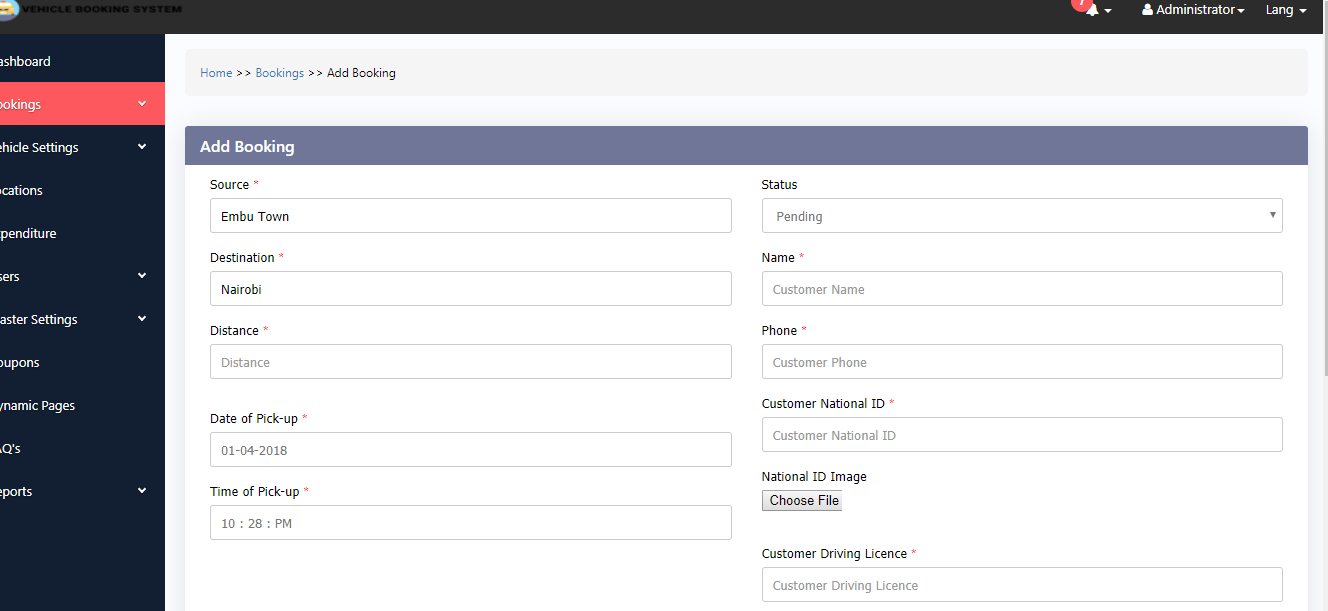 VEHICLE BOOKING SYSTEM
Administrator
Lang
ashboard
ookings
ehicle Settings
ocations
penditure
sers
aster Settings
oupons
ynamic Pages
AQ's
eports
Home >> Bookings >> Add Booking
Add Booking
Source *
Embu Town
Destination *
Nairobi
Distance *
Distance
Date of Pick-up *
01-04-2018
Time of Pick-up *
10 : 28 : PM
Status
Pending
Name *
Customer Name
Phone *
Customer Phone
Customer National ID *
Customer National ID
National ID Image
Choose File
Customer Driving Licence *
Customer Driving Licence